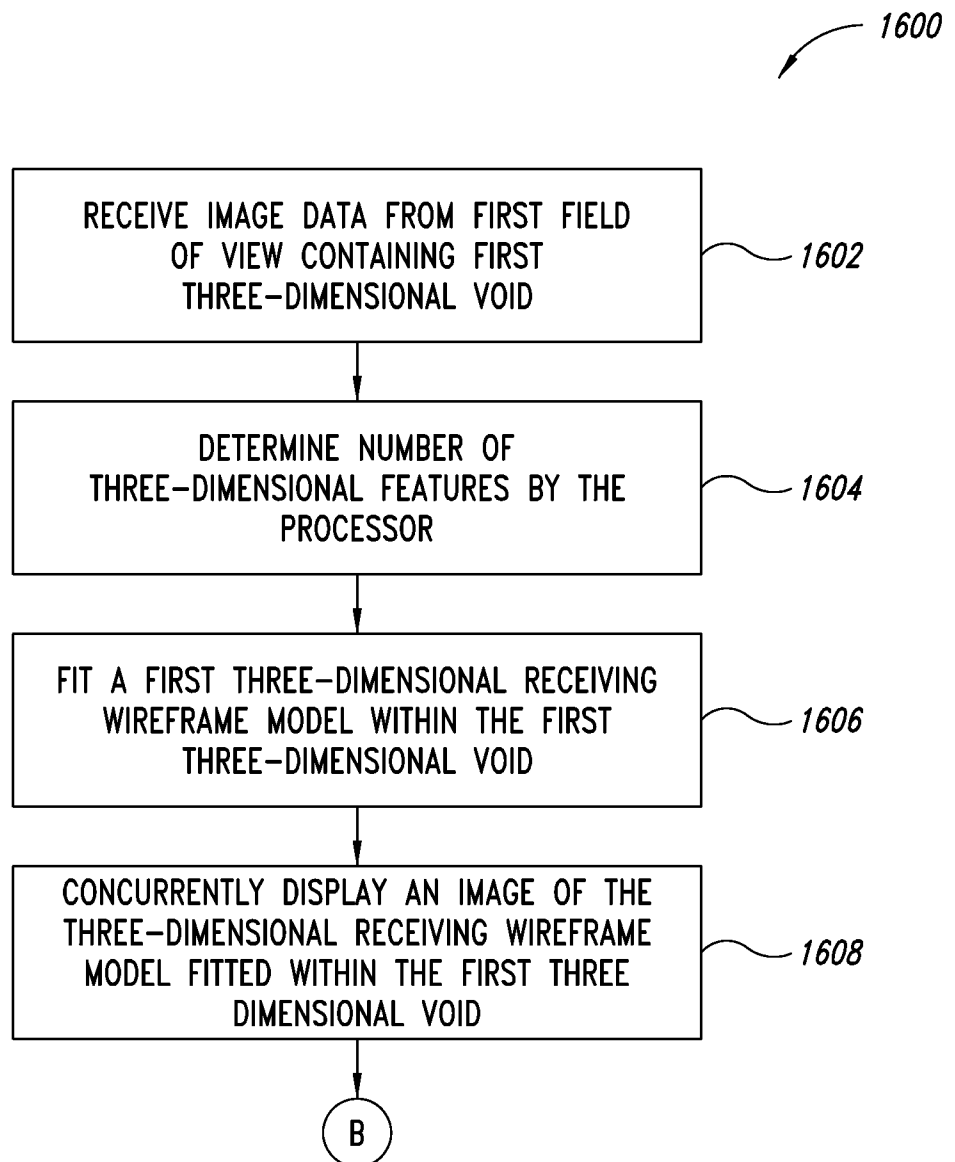 1600
RECEIVE IMAGE DATA FROM FIRST FIELD
OF VIEW CONTAINING FIRST
THREE-DIMENSIONAL VOID
1602
DETERMINE NUMBER OF
THREE-DIMENSIONAL FEATURES BY THE
PROCESSOR
1604
FIT A FIRST THREE-DIMENSIONAL RECEIVING
WIREFRAME MODEL WITHIN THE FIRST
THREE-DIMENSIONAL VOID
1606
CONCURRENTLY DISPLAY AN IMAGE OF THE
THREE-DIMENSIONAL RECEIVING WIREFRAME
MODEL FITTED WITHIN THE FIRST THREE
DIMENSIONAL VOID
1608
B